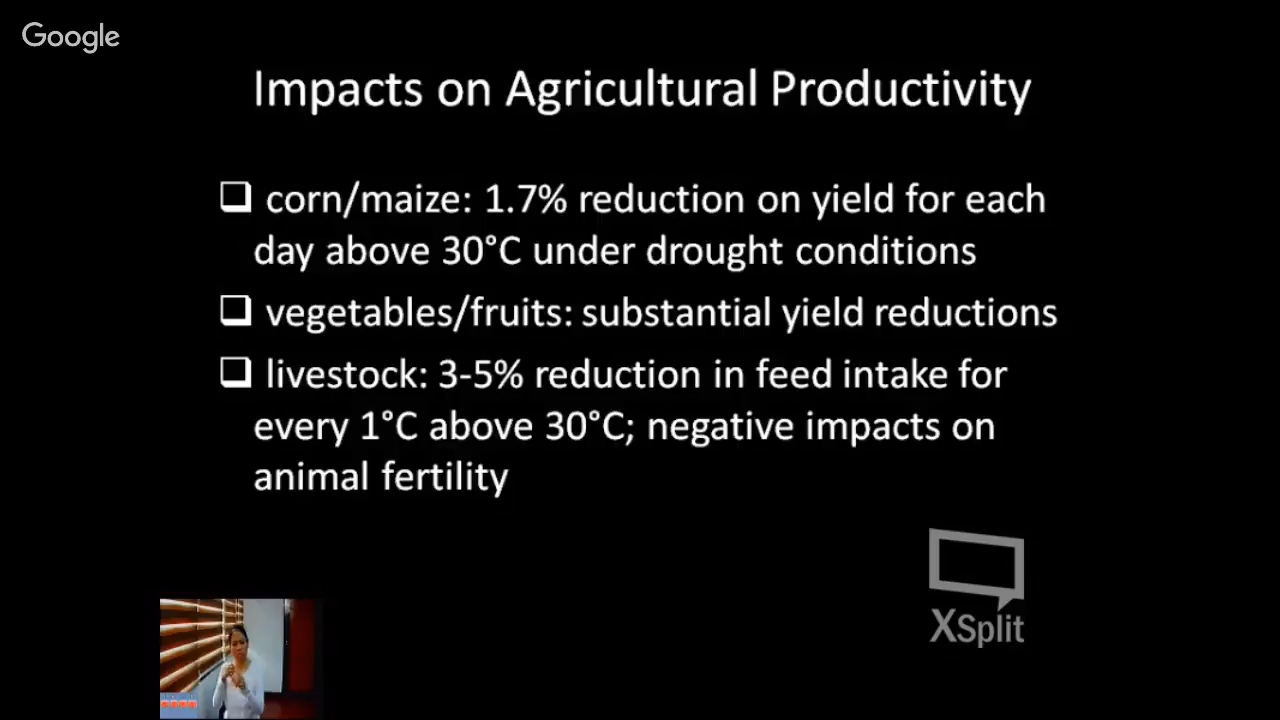 Google
Impacts on Agricultural Productivity
corn/maize: 1.7% reduction on yield for each
day above 30°C under drought conditions
vegetables/fruits: substantial yield reductions
livestock: 3-5% reduction in feed intake for
every 1°C above 30°C; negative impacts on
animal fertility
XSplit